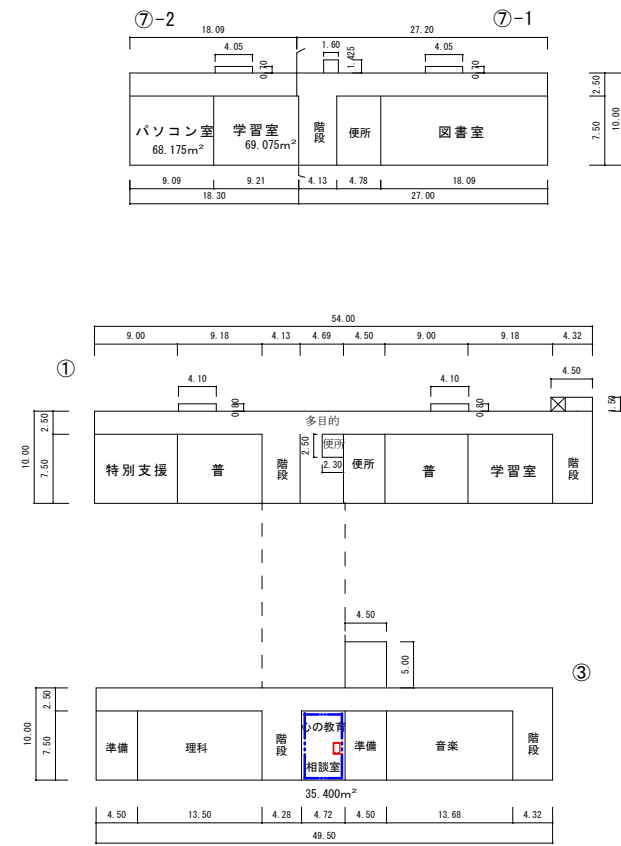 ⑦-2
⑦-1
18.09
27.20
4.05
1.60
4.05
0.70
1.425
0.70
2.50
7.50
10.00
パソコン室
68.175m²
学習室
69.075m²
階段
便所
図書室
9.09
9.21
4.13
4.78
18.09
18.30
27.00
54.00
9.00
9.18
4.13
4.69
4.50
9.00
9.18
4.32
①
4.10
4.10
4.50
0.80
0.80
1.50
多目的
便所
2.50
2.30
2.50
7.50
10.00
特別支援
普
階段
便所
普
学習室
階段
4.50
5.00
③
2.50
7.50
10.00
準備
理科
階段
心の教育
相談室
準備
音楽
階段
35.400m²
4.50
13.50
4.28
4.72
4.50
13.68
4.32
49.50